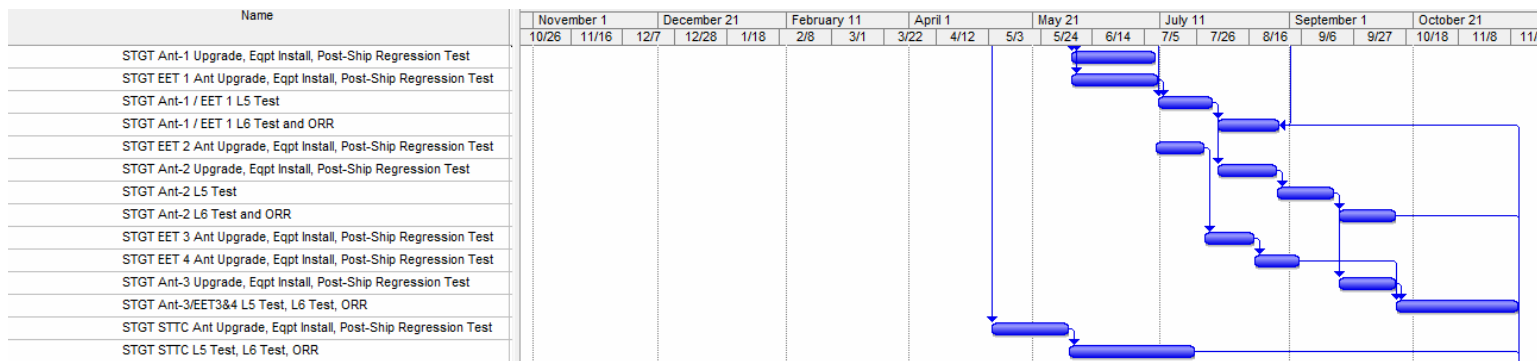 Name
November 1 December 21 February 11 April 1 May 21 July 11 September 1 October 21
10/26 11/16 12/7 12/28 1/18 2/8 3/1 3/22 4/12 5/3 5/24 6/14 7/5 7/26 8/16 9/6 9/27 10/18 11/8 11/
STGT Ant-1 Upgrade, Eqpt Install, Post-Ship Regression Test
STGT EET 1 Ant Upgrade, Eqpt Install, Post-Ship Regression Test
STGT Ant-1 / EET 1 L5 Test
STGT Ant-1 / EET 1 L6 Test and ORR
STGT EET 2 Ant Upgrade, Eqpt Install, Post-Ship Regression Test
STGT Ant-2 Upgrade, Eqpt Install, Post-Ship Regression Test
STGT Ant-2 L5 Test
STGT Ant-2 L6 Test and ORR
STGT EET 3 Ant Upgrade, Eqpt Install, Post-Ship Regression Test
STGT EET 4 Ant Upgrade, Eqpt Install, Post-Ship Regression Test
STGT Ant-3 Upgrade, Eqpt Install, Post-Ship Regression Test
STGT Ant-3/EET3&4 L5 Test, L6 Test, ORR
STGT STTC Ant Upgrade, Eqpt Install, Post-Ship Regression Test
STGT STTC L5 Test, L6 Test, ORR